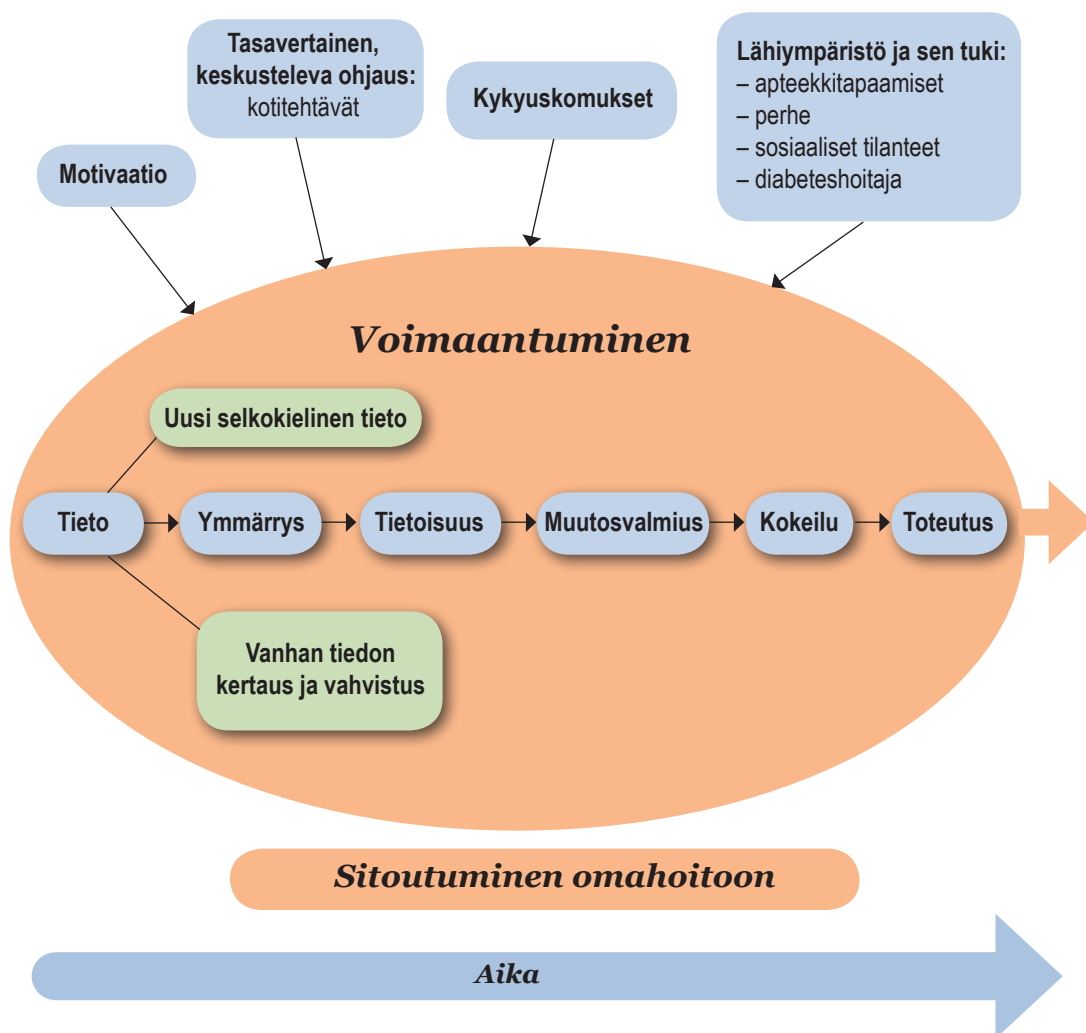 Tasavertainen,
keskusteleva ohjaus:
kotitehtävät
Kykyuskomukset
Lähiympäristö ja sen tuki:
– apteekkitapaamiset
– perhe
– sosiaaliset tilanteet
– diabeteshoitaja
Motivaatio
Voimaantuminen
Uusi selkokielinen tieto
Tieto
Ymmärrys
Tietoisuus
Muutosvalmius
Kokeilu
Toteutus
Vanhan tiedon
kertaus ja vahvistus
Sitoutuminen omahoitoon
Aika